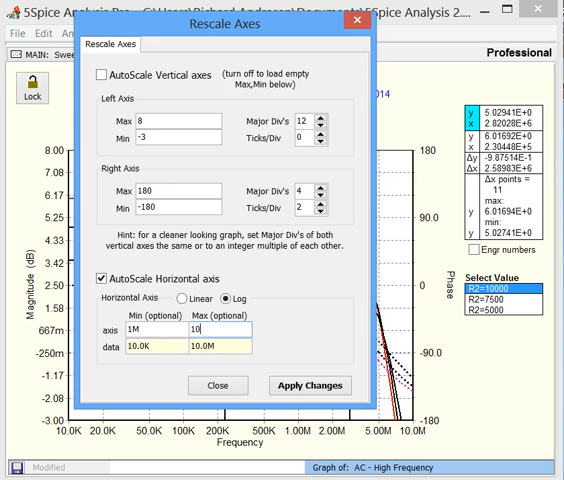 5Spice Analysis Pro - C:\Users\Richard Andresen\Documents\5Spice Analysis 2....
Rescale Axes
File Edit
Rescale Axes
MAIN: Swee
Professional
AutoScale Vertical axes (turn off to load empty
Max,Min below)
Lock
014
Left Axis
Max 8 Major Div's 12
Min -3 Ticks/Div 0
Right Axis
Max 180 Major Div's 4
Min -180 Ticks/Div 2
Hint: for a cleaner looking graph, set Major Div's of both
vertical axes the same or to an integer multiple of each other.
AutoScale Horizontal axis
Horizontal Axis Linear Log
Min (optional) Max (optional)
axis 1M 10
data 10.0K 10.0M
Close Apply Changes
y 5.02941E+0
x 2.82028E+6
y 6.01692E+0
x 2.30448E+5
Δy -9.87514E-1
Δx 2.58983E+6
Δx points =
11
max:
y 6.01694E+0
min:
y 5.02741E+0
Engr numbers
Select Value
R2=10000
R2=7500
R2=5000
Magnitude (dB)
8.00
7.08
6.17
5.25
4.33
3.42
2.50
1.58
667m
-250m
-1.17
-2.08
-3.00
180
90.0
0
-90.0
-180
Phase
10.0K 20.0K 50.0K 100K 200K 500K 1.00M 2.00M 5.00M 10.0M
Frequency
Modified
Graph of: AC - High Frequency